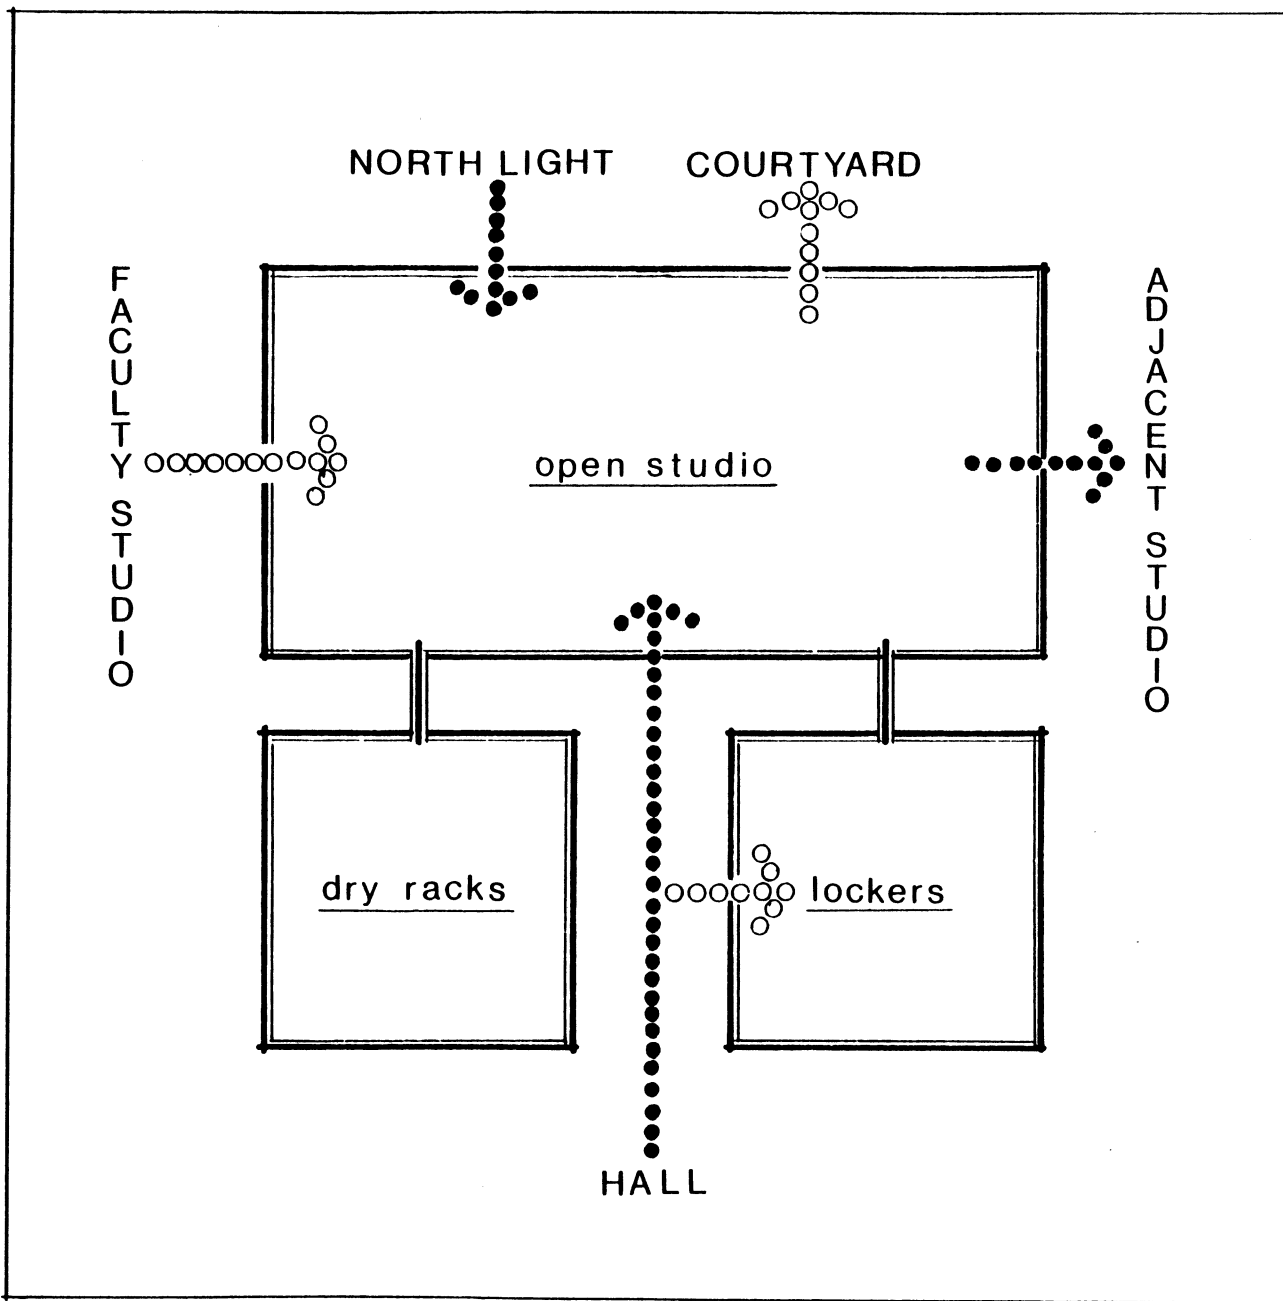 NORTH LIGHT
COURTYARD
FACULTY STUDIO
ADJACENT STUDIO
open studio
dry racks
lockers
HALL